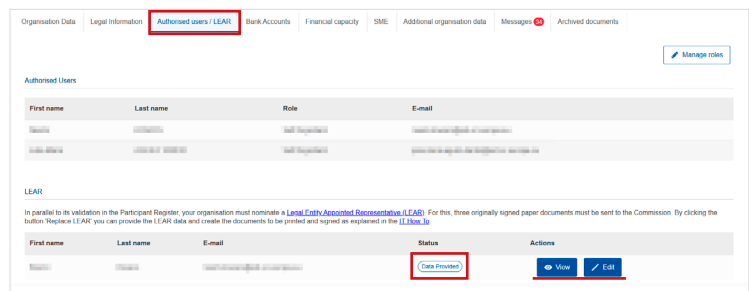 Organisation Data Legal Information Authorised users / LEAR Bank Accounts Financial capacity SME Additional organisation data Messages 34 Archived documents
Manage roles
Authorised Users
First name Last name Role E-mail
LEAR
In parallel to its validation in the Participant Register, your organisation must nominate a Legal Entity Appointed Representative (LEAR). For this, three originally signed paper documents must be sent to the Commission. By clicking the
button 'Replace LEAR' you can provide the LEAR data and create the documents to be printed and signed as explained in the IT How To.
First name Last name E-mail Status Actions
Data Provided View Edit